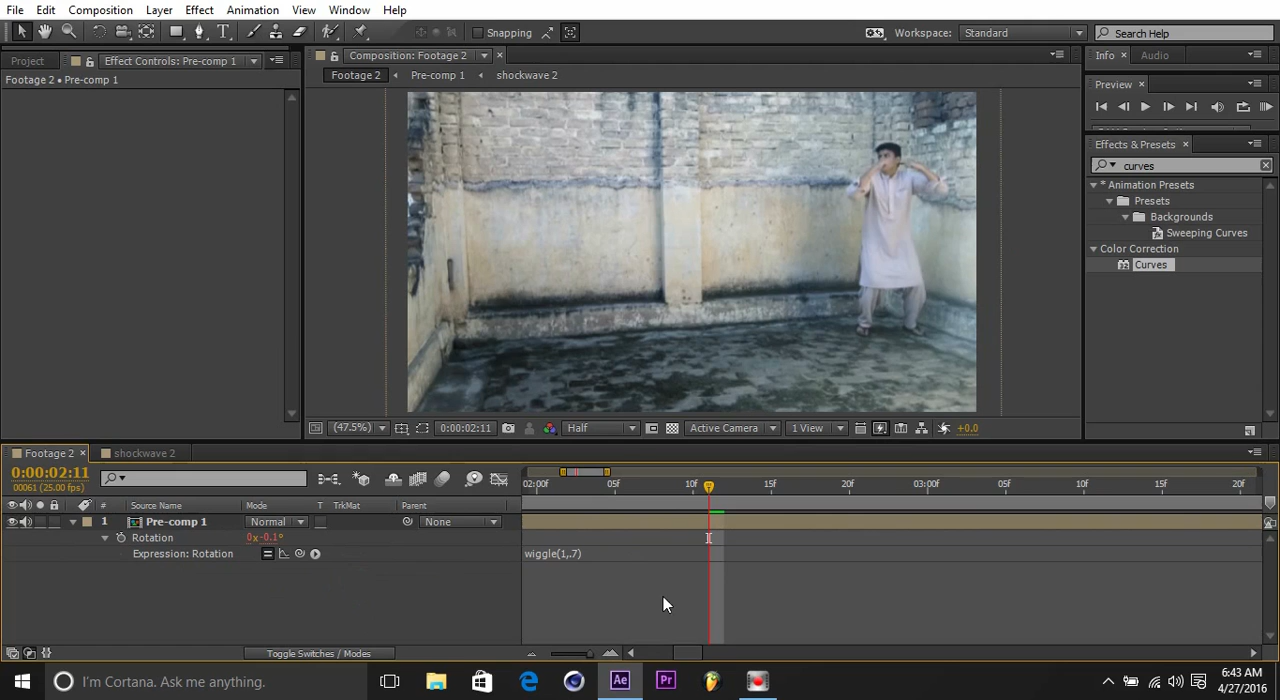 File Edit Composition Layer Effect Animation View Window Help
Snapping Workspace: Standard Search Help
Project Effect Controls: Pre-comp 1 Composition: Footage 2 Info Audio
Footage 2 • Pre-comp 1 Footage 2 Pre-comp 1 shockwave 2 Preview
Effects & Presets
curves
* Animation Presets
Presets
Backgrounds
Sweeping Curves
Color Correction
Curves
(47.5%) 0:00:02:11 Half Active Camera 1 View +0.0
Footage 2 shockwave 2
0:00:02:11
00061 (25.00 fps)
02:00f 05f 10f 15f 20f 03:00f 05f 10f 15f 20f
# Source Name Mode T TrkMat Parent
1 Pre-comp 1 Normal None
Rotation 0x-0.1°
Expression: Rotation wiggle(1,.7)
Toggle Switches / Modes
I'm Cortana. Ask me anything. Ae Pr 6:43 AM
4/27/2016